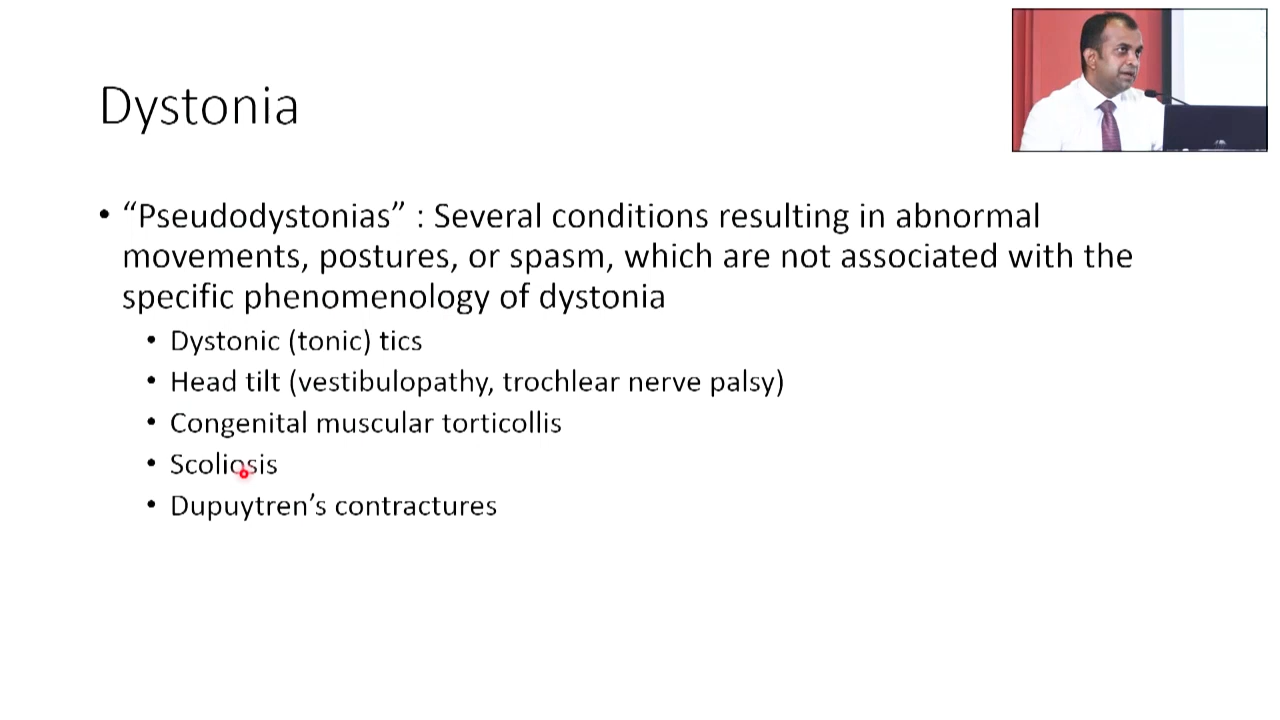 Dystonia
• “Pseudodystonias” : Several conditions resulting in abnormal
movements, postures, or spasm, which are not associated with the
specific phenomenology of dystonia
• Dystonic (tonic) tics
• Head tilt (vestibulopathy, trochlear nerve palsy)
• Congenital muscular torticollis
• Scoliosis
• Dupuytren’s contractures